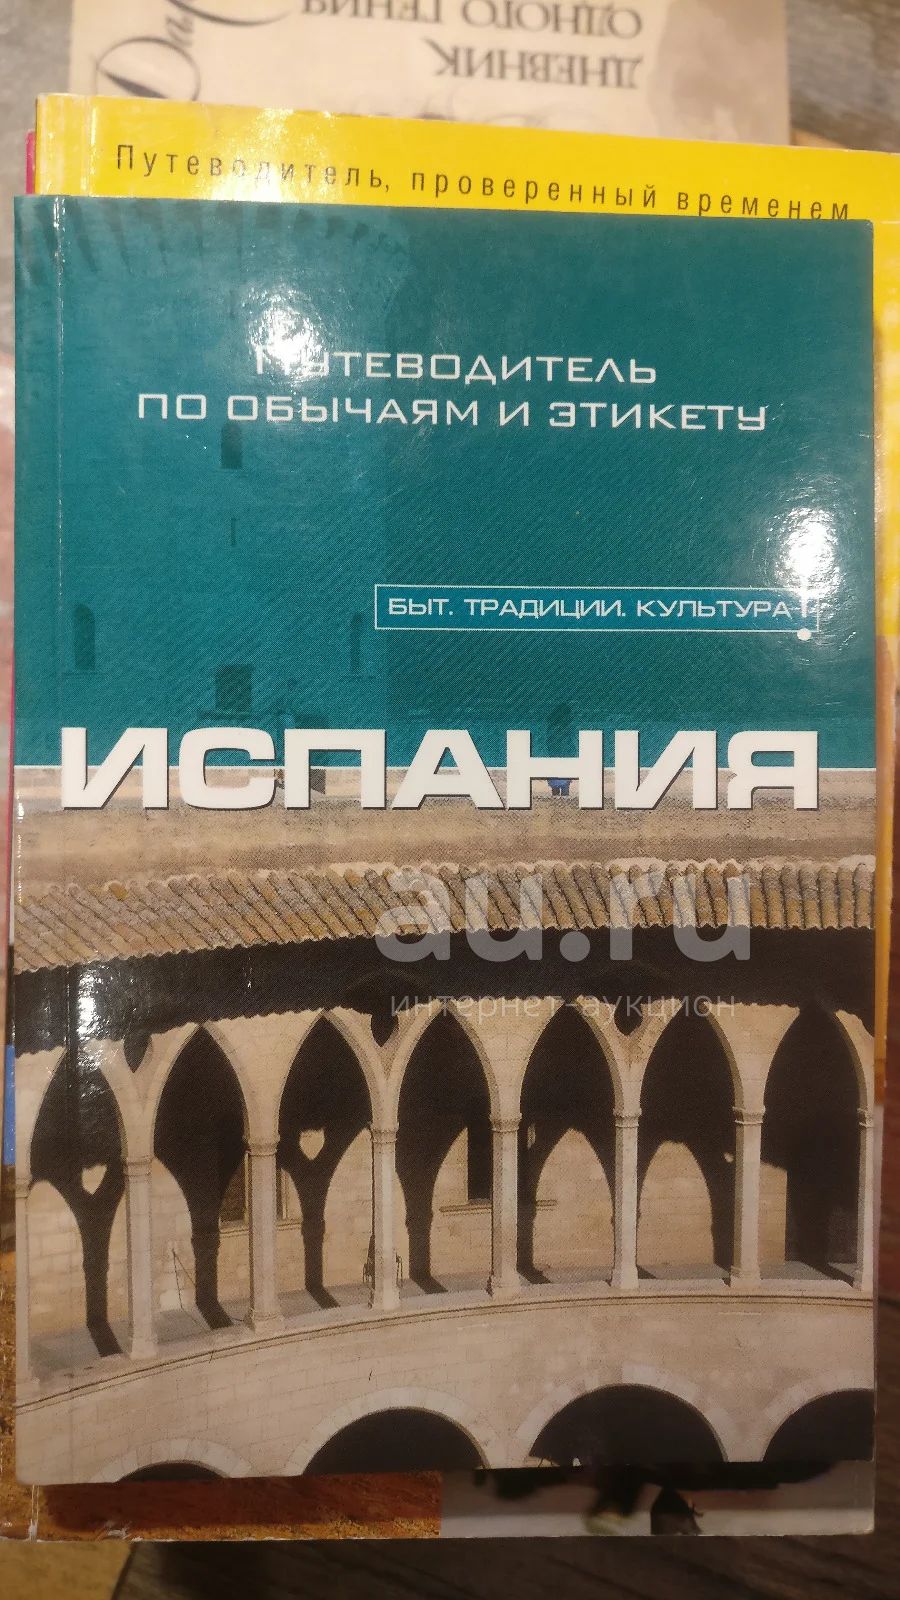 ДНЕВНИК
ОДНОГО ГЕНИЯ
Путеводитель, проверенный временем
ПУТЕВОДИТЕЛЬ
ПО ОБЫЧАЯМ И ЭТИКЕТУ
БЫТ. ТРАДИЦИИ. КУЛЬТУРА!
ИСПАНИЯ
au.ru
интернет-аукцион